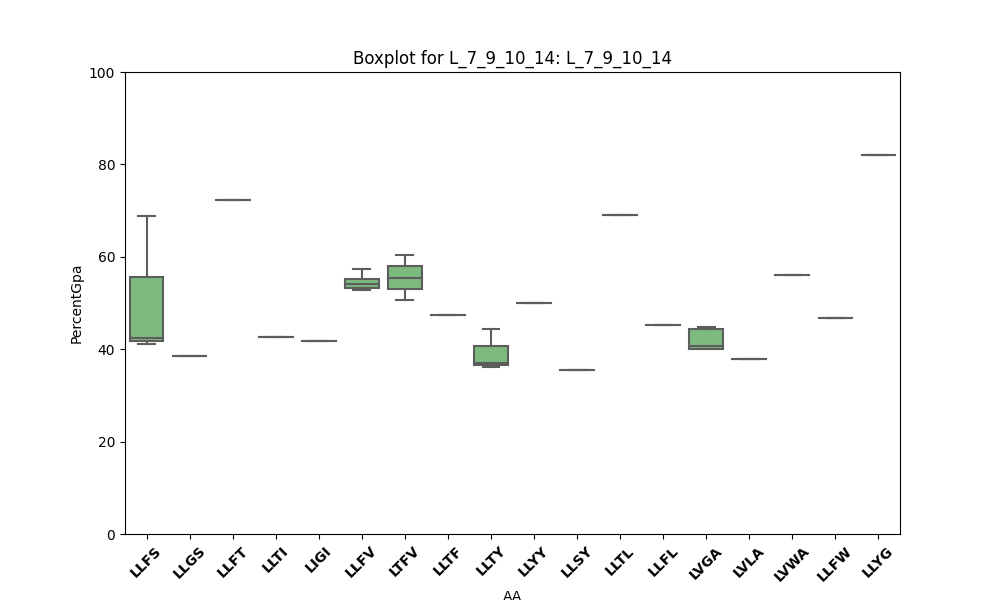 Boxplot for L_7_9_10_14: L_7_9_10_14
PercentGpa
100
80
60
40
20
0
LLFS LLGS LLFT LLTI LIGI LLFV LTFV LLTF LLTY LLYY LLSY LLTL LLFL LVGA LVLA LVWA LLFW LLYG
AA